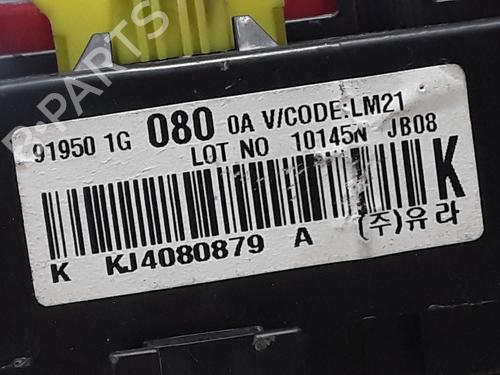 B-PARTS
91950 1G 080 0A V/CODE:LM21
LOT NO 10145N JB08
K
K KJ4080879 A (주)유라